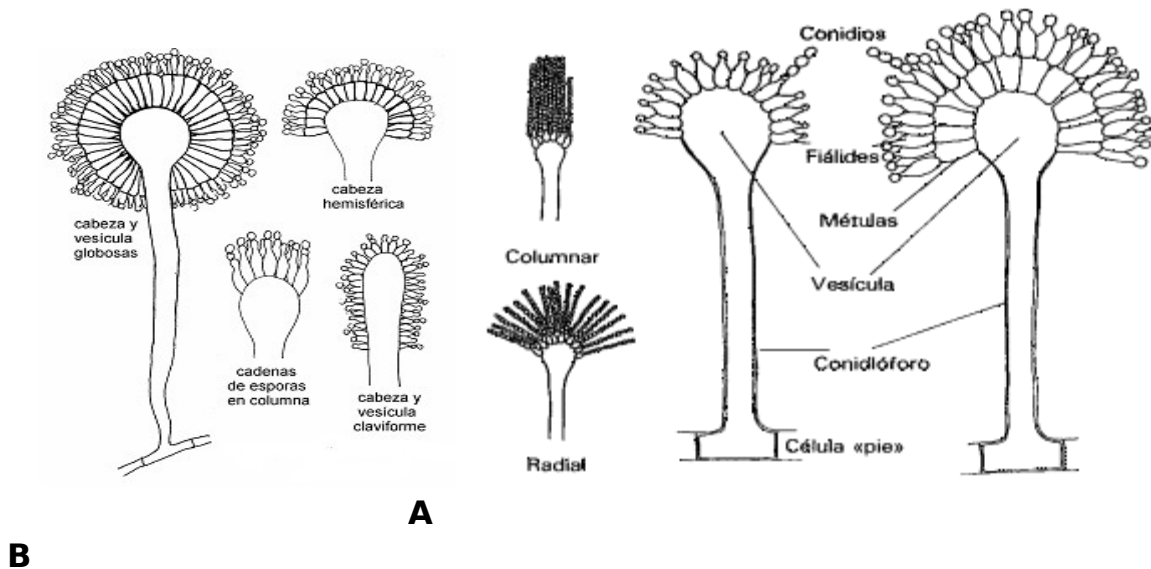 cabeza y
vesícula
globosas
cabeza
hemisférica
cadenas
de esporas
en columna
cabeza y
vesícula
claviforme
Columnar
Radial
Conidios
Fiálides
Métulas
Vesícula
Conidióforo
Célula «pie»
A
B